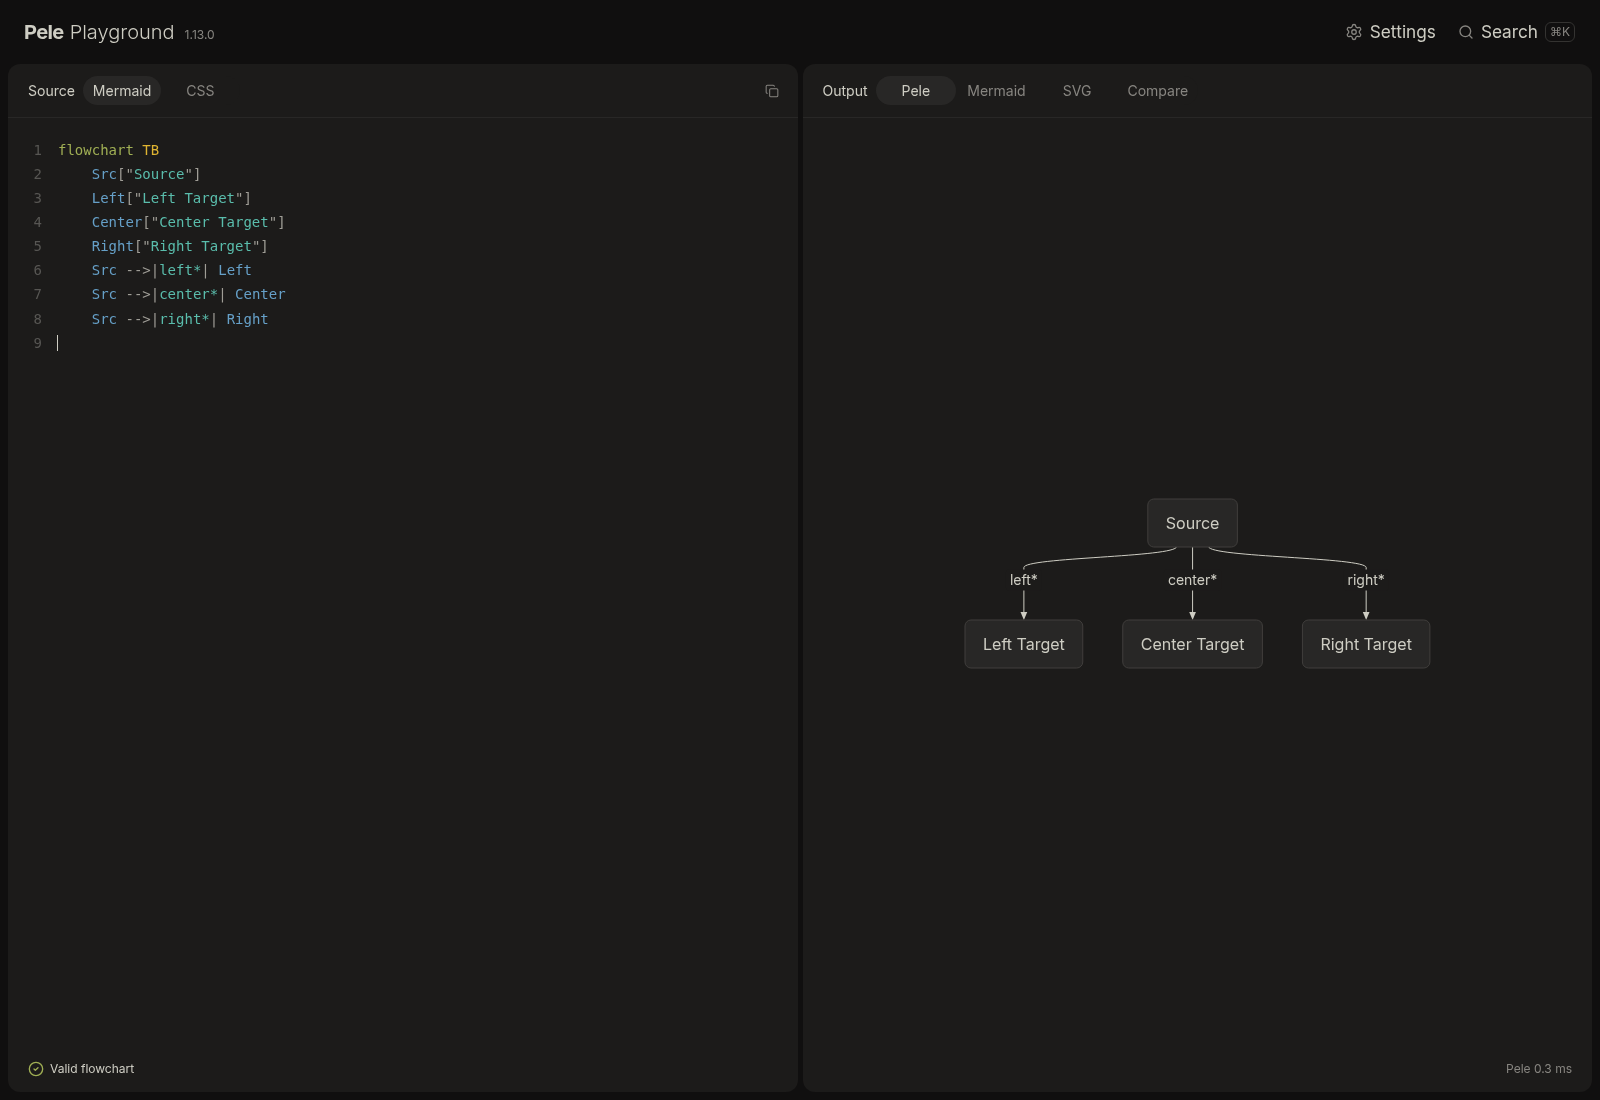 Pele Playground 1.13.0
Settings
Search ⌘K
Source Mermaid CSS
1 flowchart TB
2 Src["Source"]
3 Left["Left Target"]
4 Center["Center Target"]
5 Right["Right Target"]
6 Src -->|left*| Left
7 Src -->|center*| Center
8 Src -->|right*| Right
9
Valid flowchart
Output Pele Mermaid SVG Compare
Source
left* center* right*
Left Target Center Target Right Target
Pele 0.3 ms